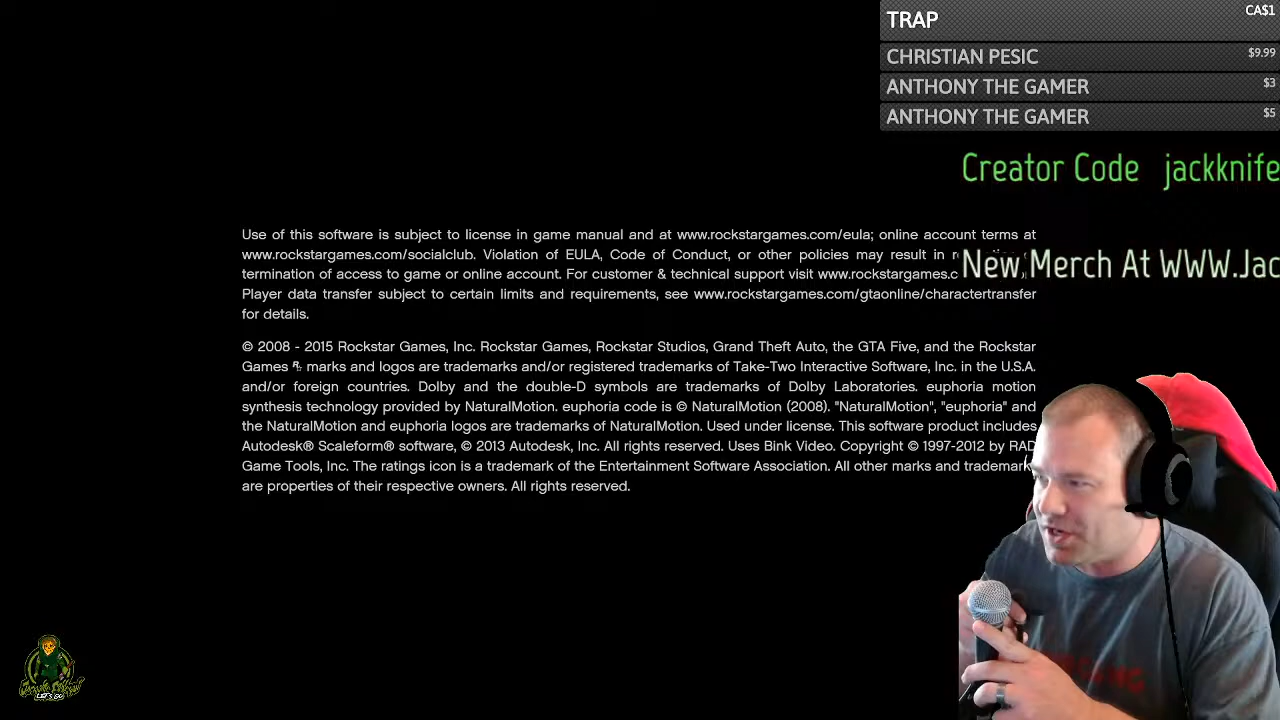 TRAP CA$1
CHRISTIAN PESIC $9.99
ANTHONY THE GAMER $3
ANTHONY THE GAMER $5
Creator Code jackknife
New Merch At WWW.Jac
Use of this software is subject to license in game manual and at www.rockstargames.com/eula; online account terms at
www.rockstargames.com/socialclub. Violation of EULA, Code of Conduct, or other policies may result in
termination of access to game or online account. For customer & technical support visit www.rockstargames.c
Player data transfer subject to certain limits and requirements, see www.rockstargames.com/gtaonline/charactertransfer
for details.
© 2008 - 2015 Rockstar Games, Inc. Rockstar Games, Rockstar Studios, Grand Theft Auto, the GTA Five, and the Rockstar
Games R* marks and logos are trademarks and/or registered trademarks of Take-Two Interactive Software, Inc. in the U.S.A.
and/or foreign countries. Dolby and the double-D symbols are trademarks of Dolby Laboratories. euphoria motion
synthesis technology provided by NaturalMotion. euphoria code is © NaturalMotion (2008). "NaturalMotion", "euphoria" and
the NaturalMotion and euphoria logos are trademarks of NaturalMotion. Used under license. This software product includes
Autodesk® Scaleform® software, © 2013 Autodesk, Inc. All rights reserved. Uses Bink Video. Copyright © 1997-2012 by RAD
Game Tools, Inc. The ratings icon is a trademark of the Entertainment Software Association. All other marks and trademark
are properties of their respective owners. All rights reserved.
LET'S GO